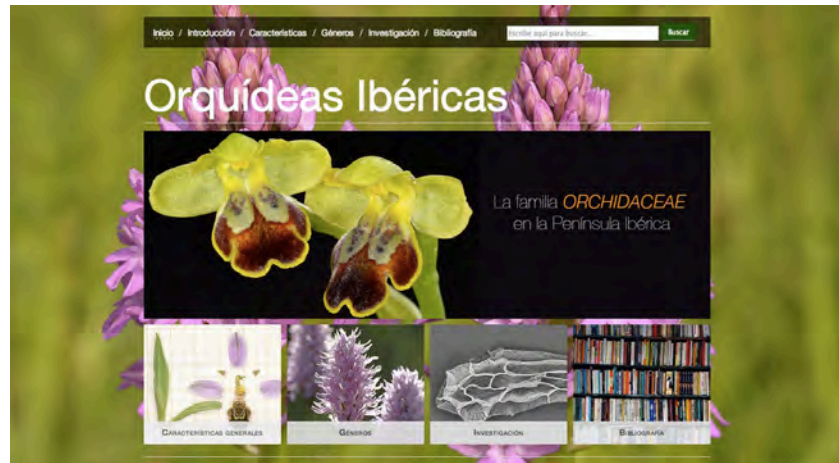 Inicio / Introducción / Características / Géneros / Investigación / Bibliografía
Escribe aquí para buscar...
Buscar
Orquídeas Ibéricas
La familia ORCHIDACEAE
en la Península Ibérica
Características generales
Géneros
Investigación
Bibliografía